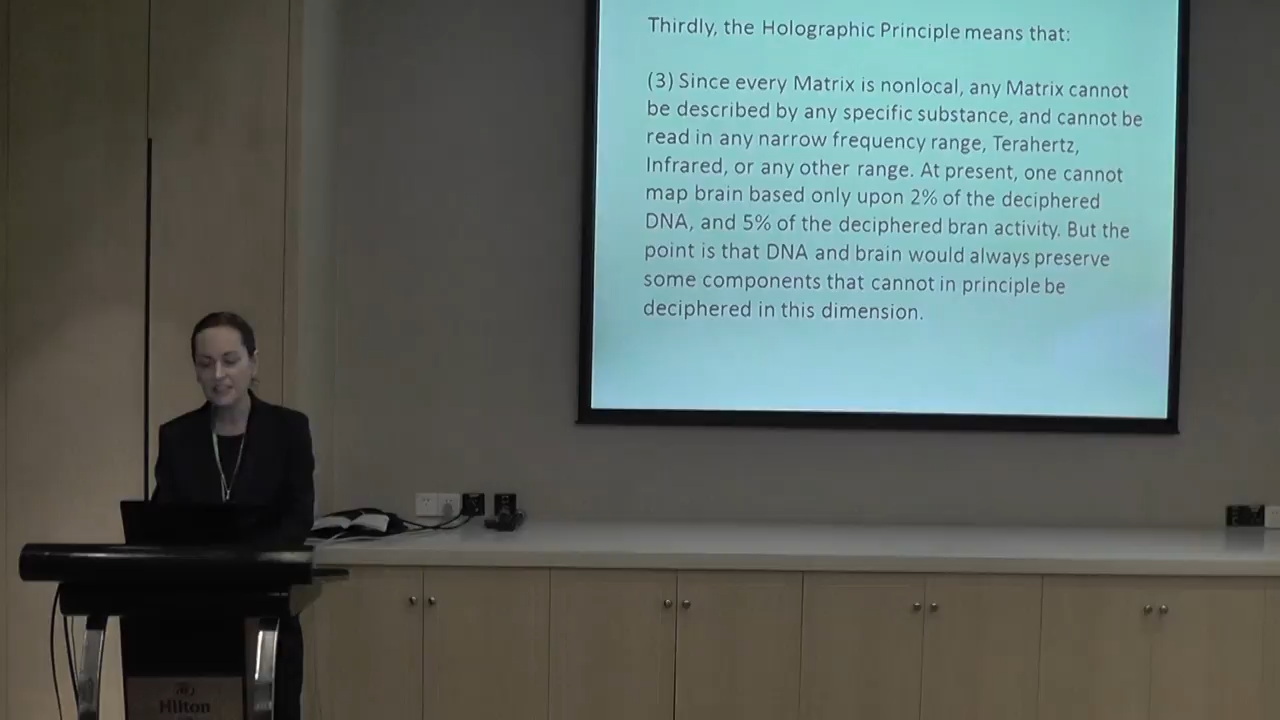 Thirdly, the Holographic Principle means that:
(3) Since every Matrix is nonlocal, any Matrix cannot
be described by any specific substance, and cannot be
read in any narrow frequency range, Terahertz,
Infrared, or any other range. At present, one cannot
map brain based only upon 2% of the deciphered
DNA, and 5% of the deciphered bran activity. But the
point is that DNA and brain would always preserve
some components that cannot in principle be
deciphered in this dimension.
Hilton